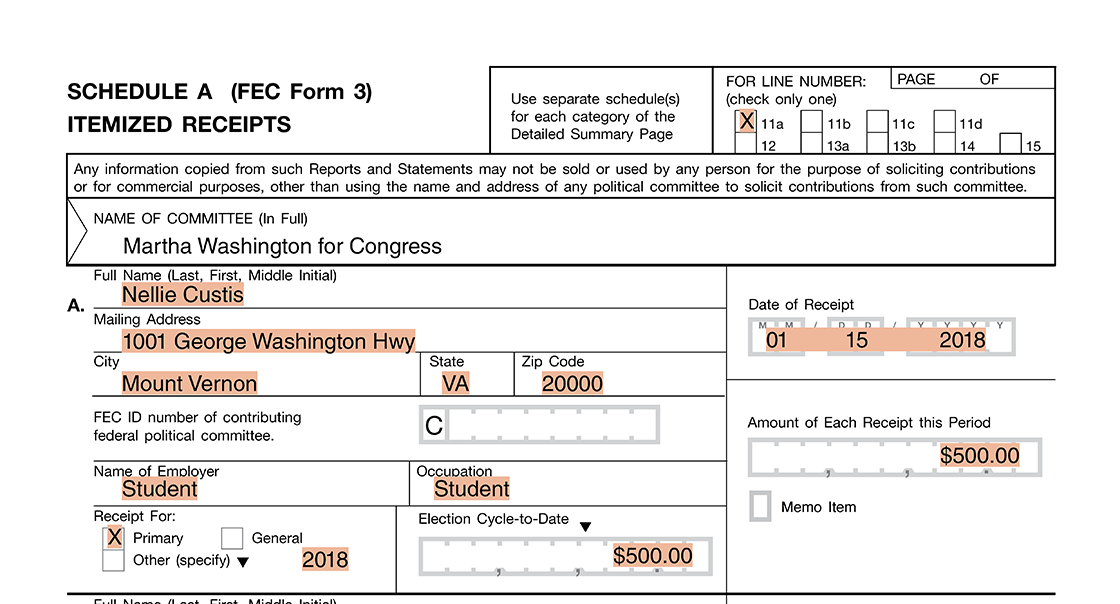 SCHEDULE A (FEC Form 3)
ITEMIZED RECEIPTS
Use separate schedule(s)
for each category of the
Detailed Summary Page
FOR LINE NUMBER:
(check only one)
PAGE OF
X 11a 11b 11c 11d
12 13a 13b 14 15
Any information copied from such Reports and Statements may not be sold or used by any person for the purpose of soliciting contributions
or for commercial purposes, other than using the name and address of any political committee to solicit contributions from such committee.
NAME OF COMMITTEE (In Full)
Martha Washington for Congress
Full Name (Last, First, Middle Initial)
Nellie Custis
A.
Mailing Address
1001 George Washington Hwy
City State Zip Code
Mount Vernon VA 20000
FEC ID number of contributing
federal political committee.
C
Name of Employer Occupation
Student Student
Receipt For:
X Primary General
Other (specify) ▼ 2018
Election Cycle-to-Date ▼
$500.00
Date of Receipt
M M / D D / Y Y Y Y
01 15 2018
Amount of Each Receipt this Period
$500.00
Memo Item
Full Name (Last, First, Middle Initial)